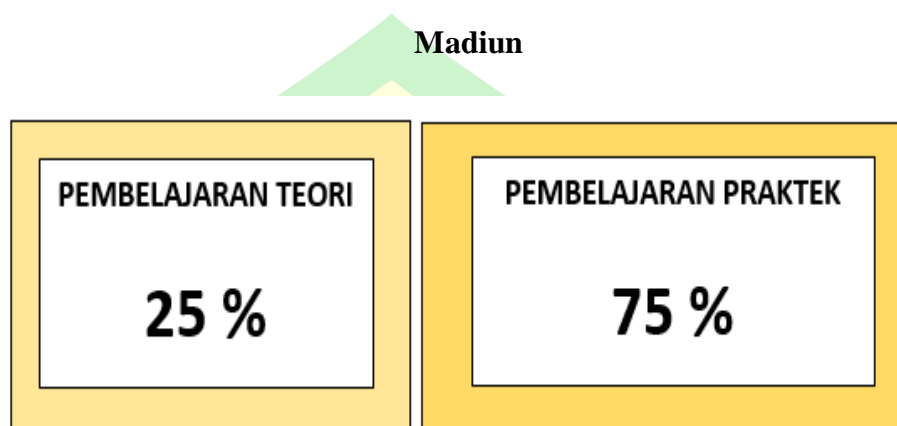 Madiun
PEMBELAJARAN TEORI
25 %
PEMBELAJARAN PRAKTEK
75 %